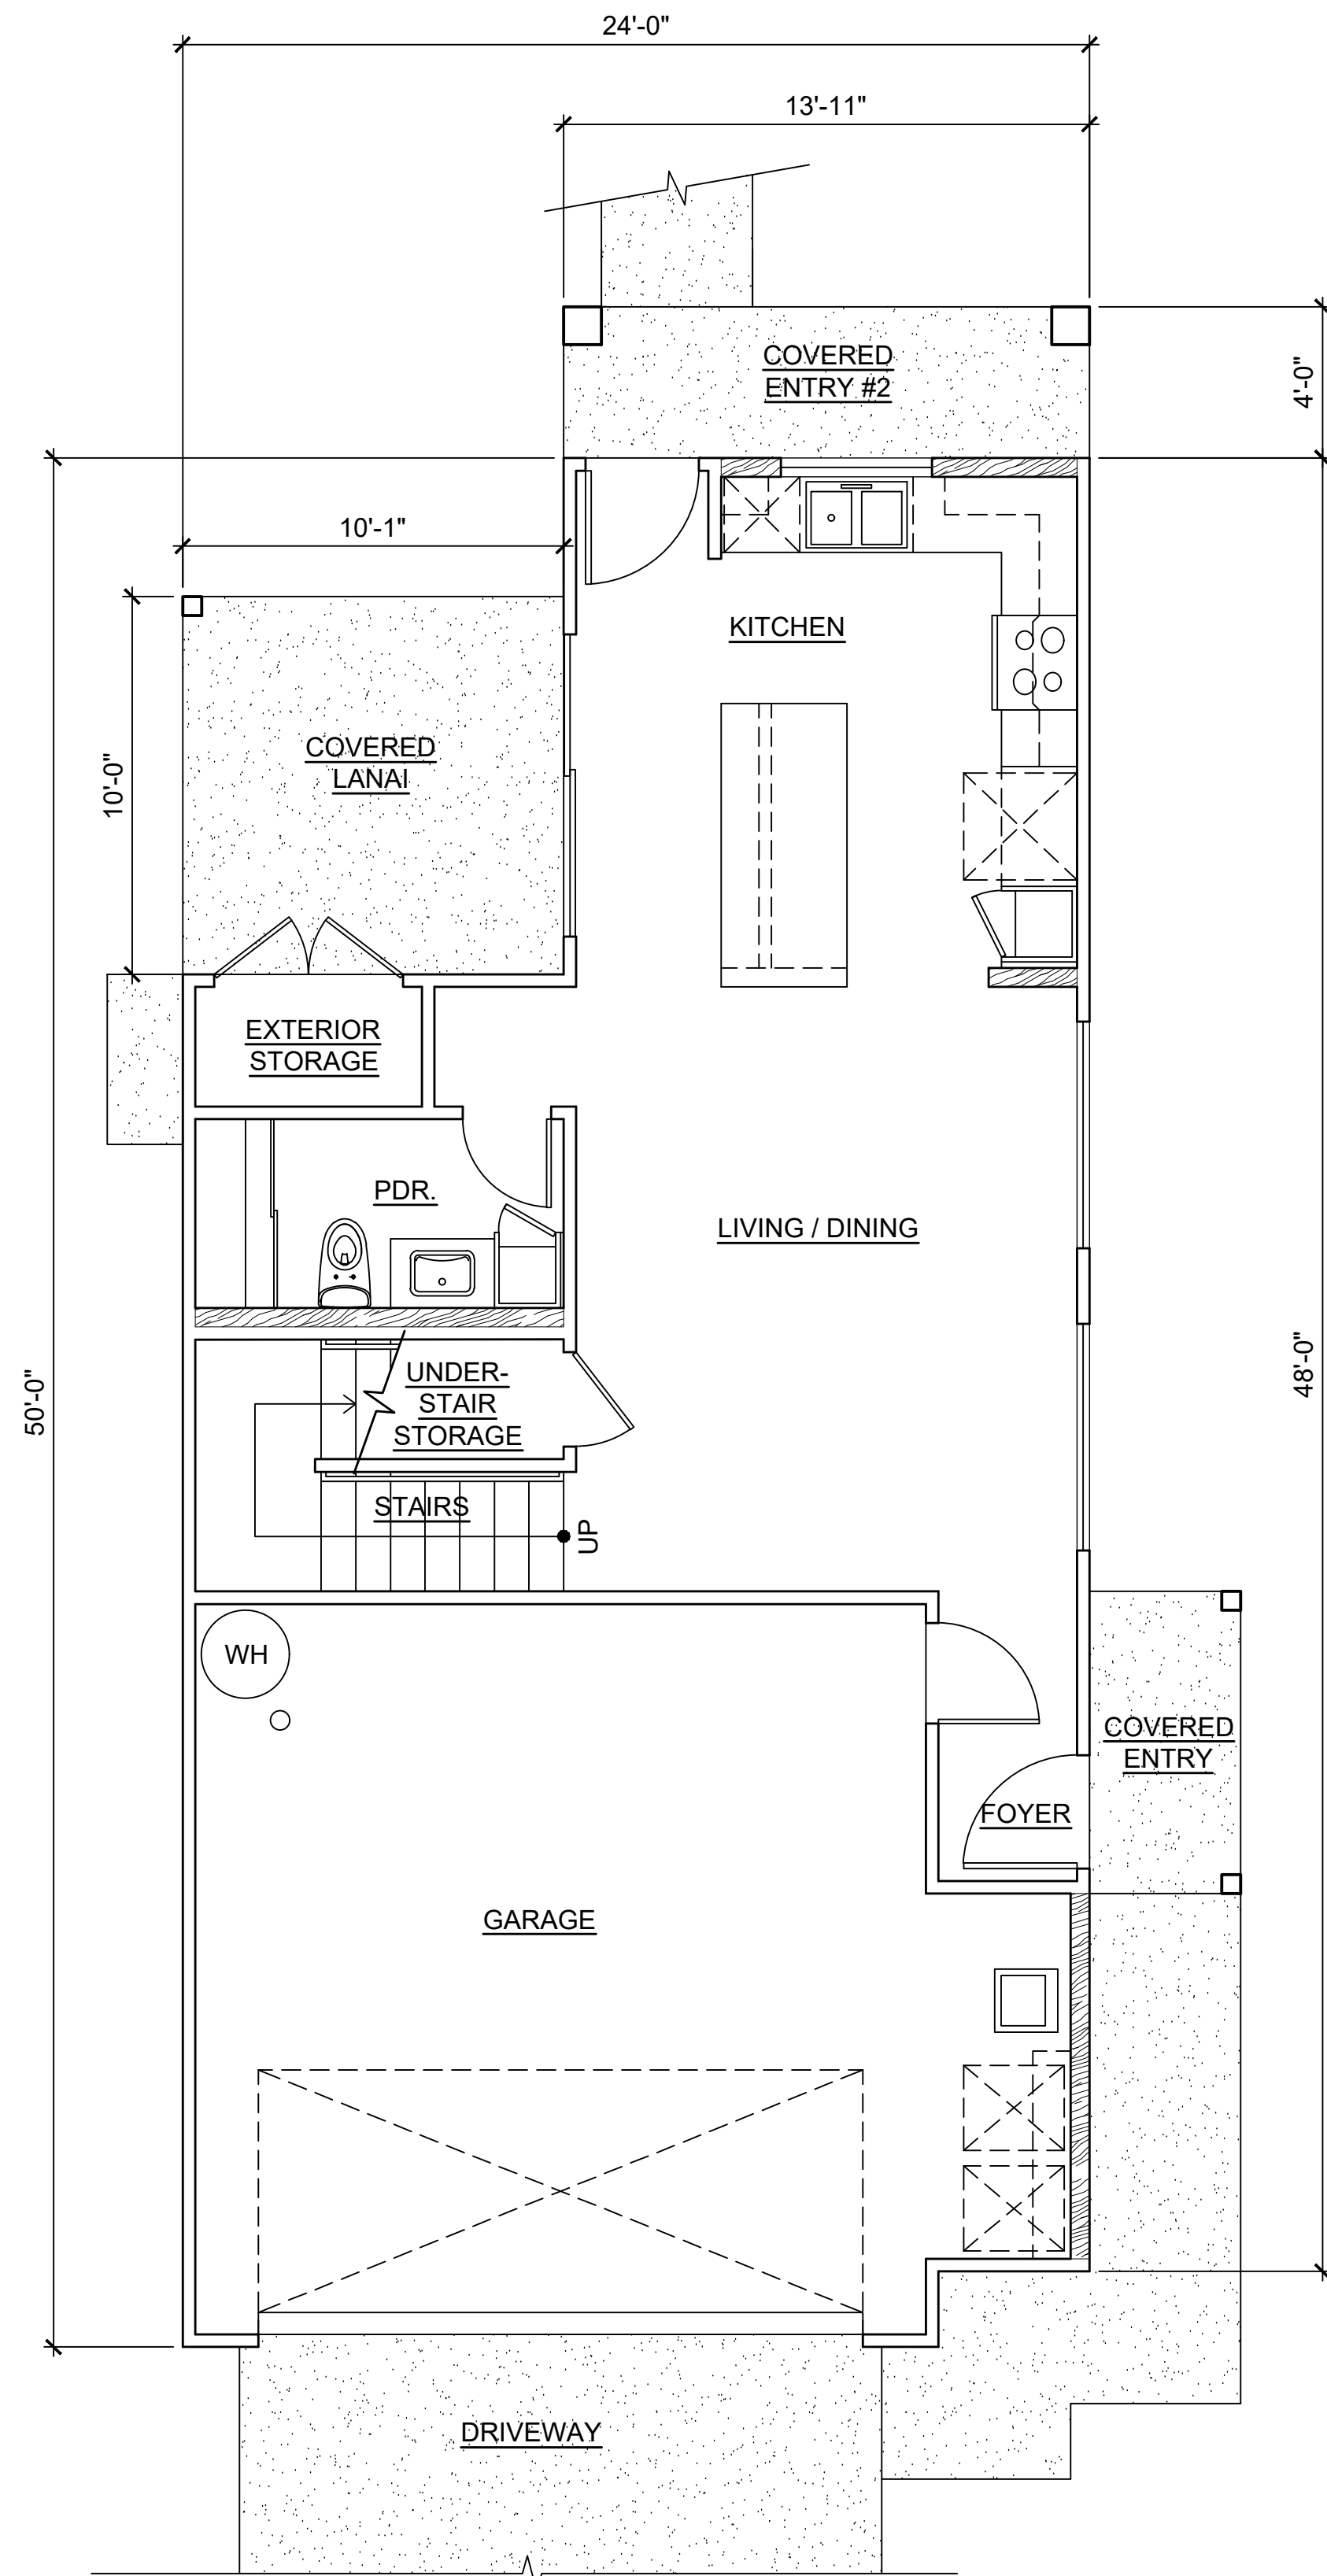 24'-0"
13'-11"
COVERED
ENTRY #2
4'-0"
10'-1"
KITCHEN
COVERED
LANAI
10'-0"
EXTERIOR
STORAGE
PDR.
LIVING / DINING
UNDER-
STAIR
STORAGE
50'-0"
48'-0"
STAIRS
UP
WH
COVERED
ENTRY
FOYER
GARAGE
DRIVEWAY